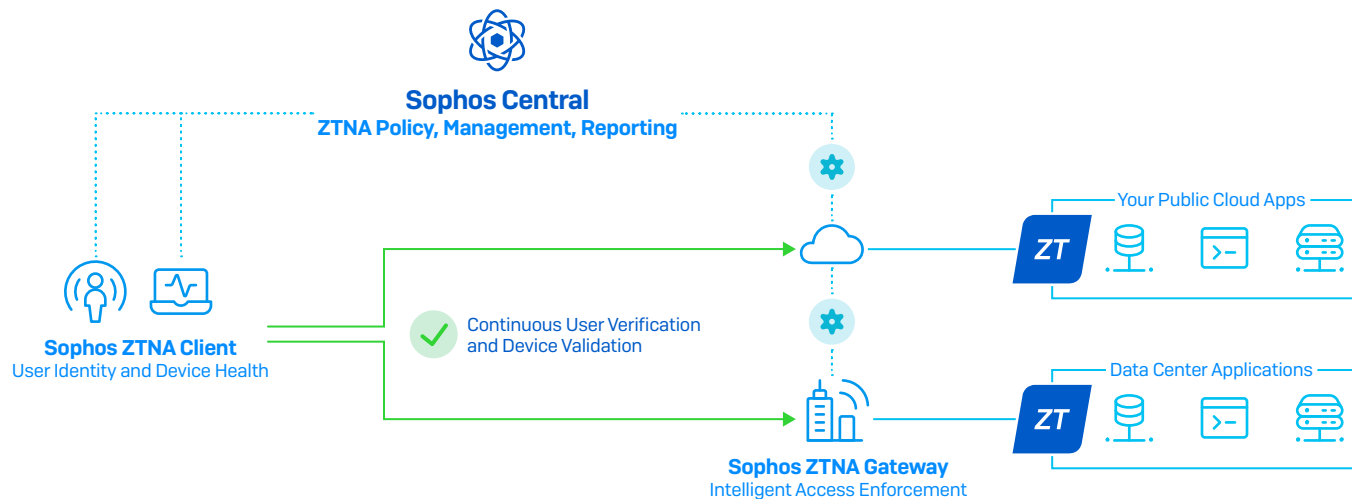 Sophos Central
ZTNA Policy, Management, Reporting
Your Public Cloud Apps
ZT
Continuous User Verification
and Device Validation
Sophos ZTNA Client
User Identity and Device Health
Data Center Applications
ZT
Sophos ZTNA Gateway
Intelligent Access Enforcement